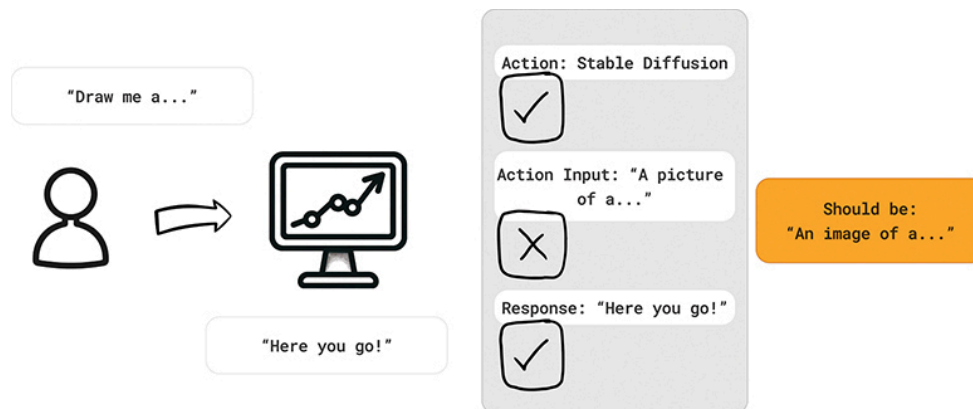 “Draw me a...”
“Here you go!”
Action: Stable Diffusion
Action Input: “A picture
of a...”
Response: “Here you go!”
Should be:
“An image of a...”